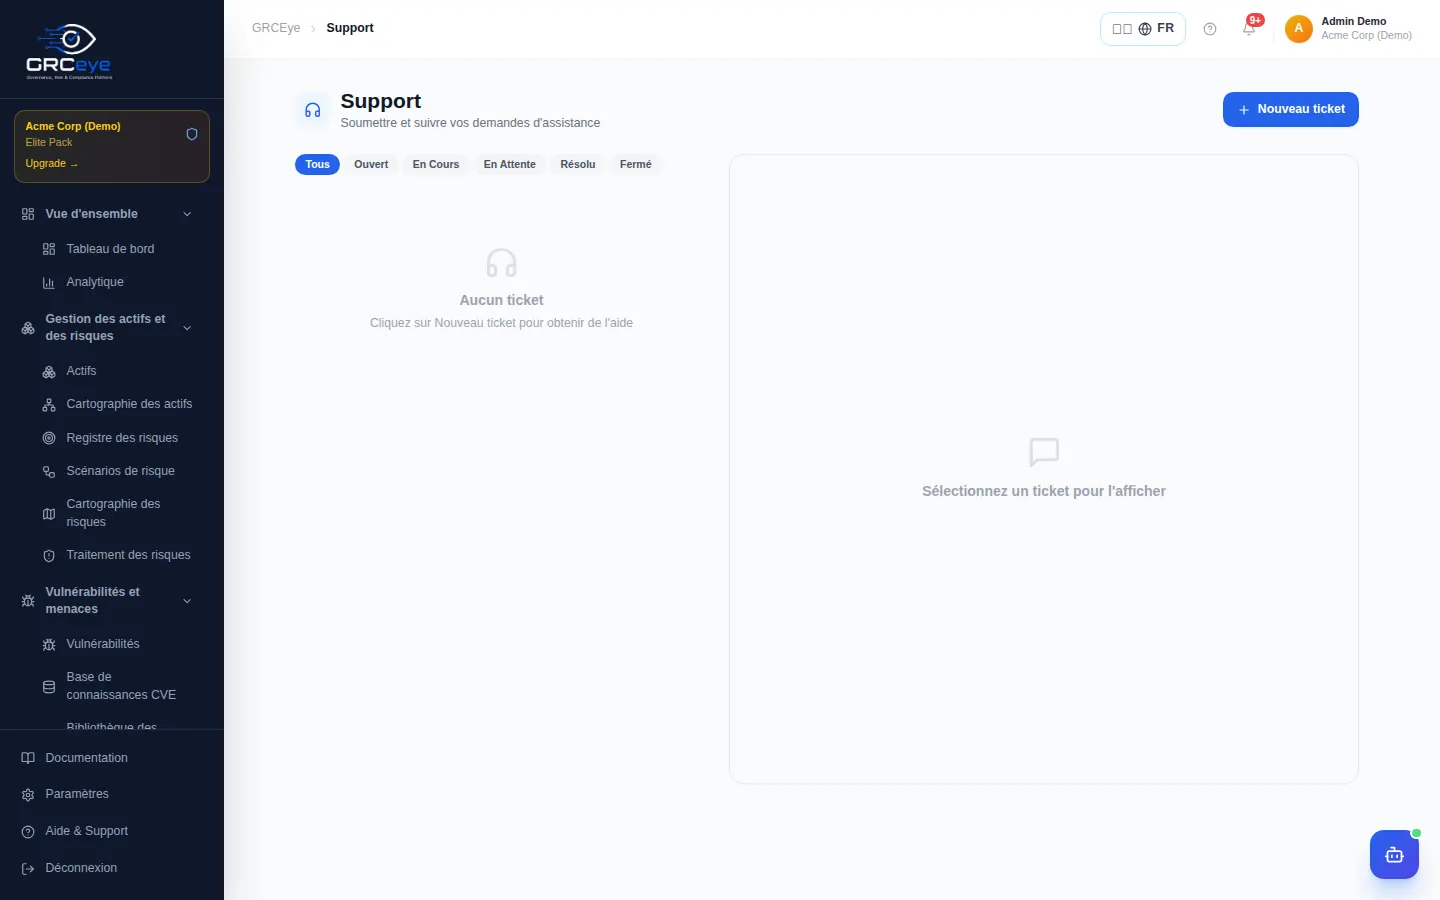 GRCeye
Governance, Risk & Compliance Platform
Acme Corp (Demo)
Elite Pack
Upgrade →
Vue d'ensemble
Tableau de bord
Analytique
Gestion des actifs et
des risques
Actifs
Cartographie des actifs
Registre des risques
Scénarios de risque
Cartographie des
risques
Traitement des risques
Vulnérabilités et
menaces
Vulnérabilités
Base de
connaissances CVE
Bibliothèque des
Documentation
Paramètres
Aide & Support
Déconnexion
GRCEye › Support
FR
9+
A
Admin Demo
Acme Corp (Demo)
Support
Soumettre et suivre vos demandes d'assistance
+ Nouveau ticket
Tous Ouvert En Cours En Attente Résolu Fermé
Aucun ticket
Cliquez sur Nouveau ticket pour obtenir de l'aide
Sélectionnez un ticket pour l'afficher